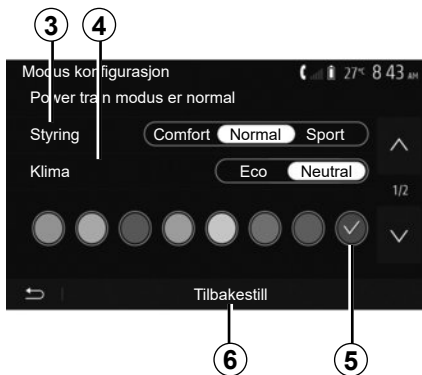 3 4
Modus konfigurasjon 27°C 8 43 AM
Power train modus er normal
Styring Comfort Normal Sport
Klima Eco Neutral
1/2
Tilbakestill
6 5